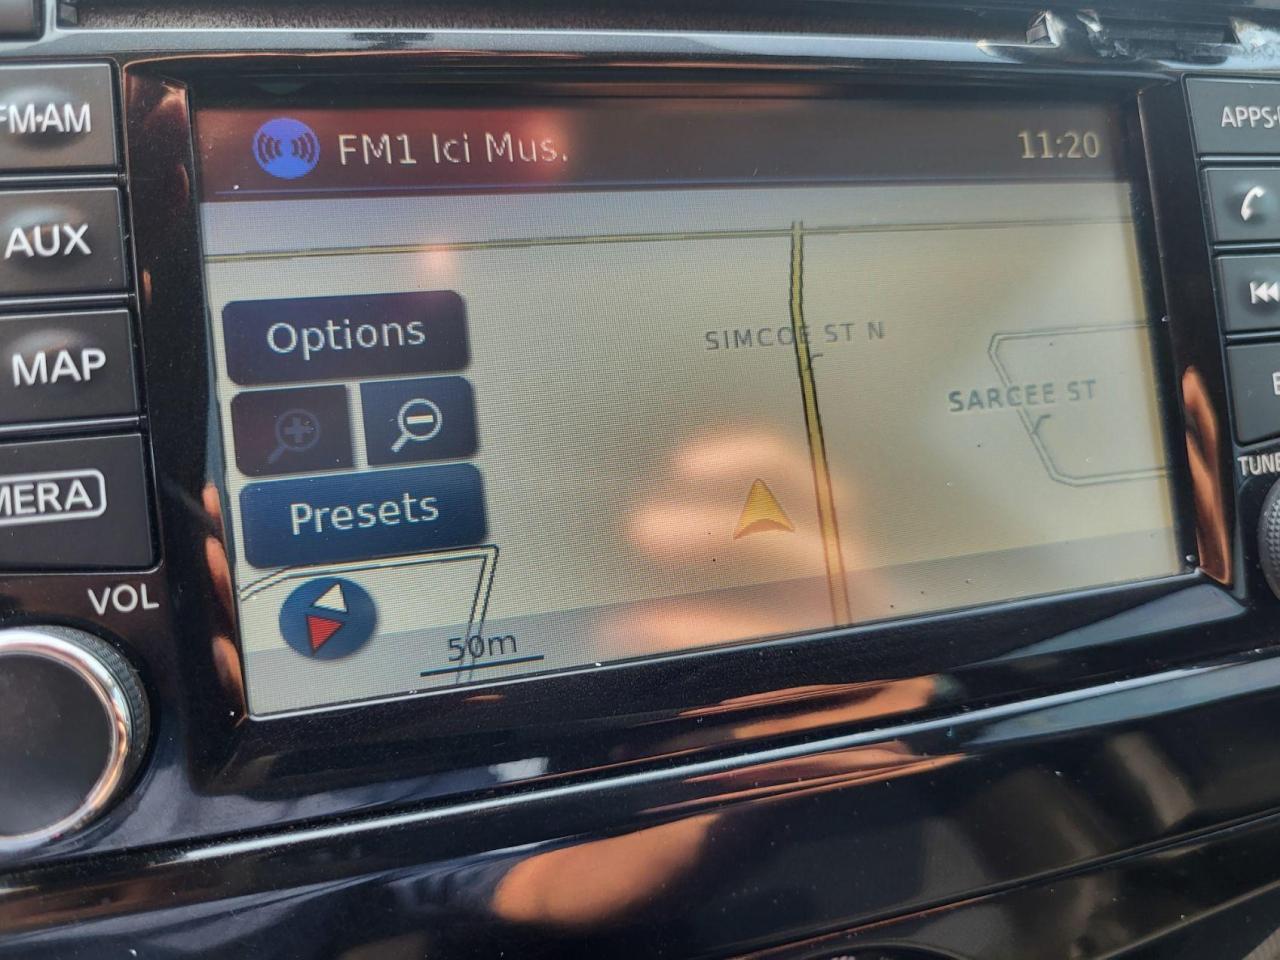 FM·AM
AUX
MAP
MERA
VOL
FM1 Ici Mus.
11:20
Options
Presets
50m
SIMCOE ST N
SARCEE ST
APPS·
TUNE